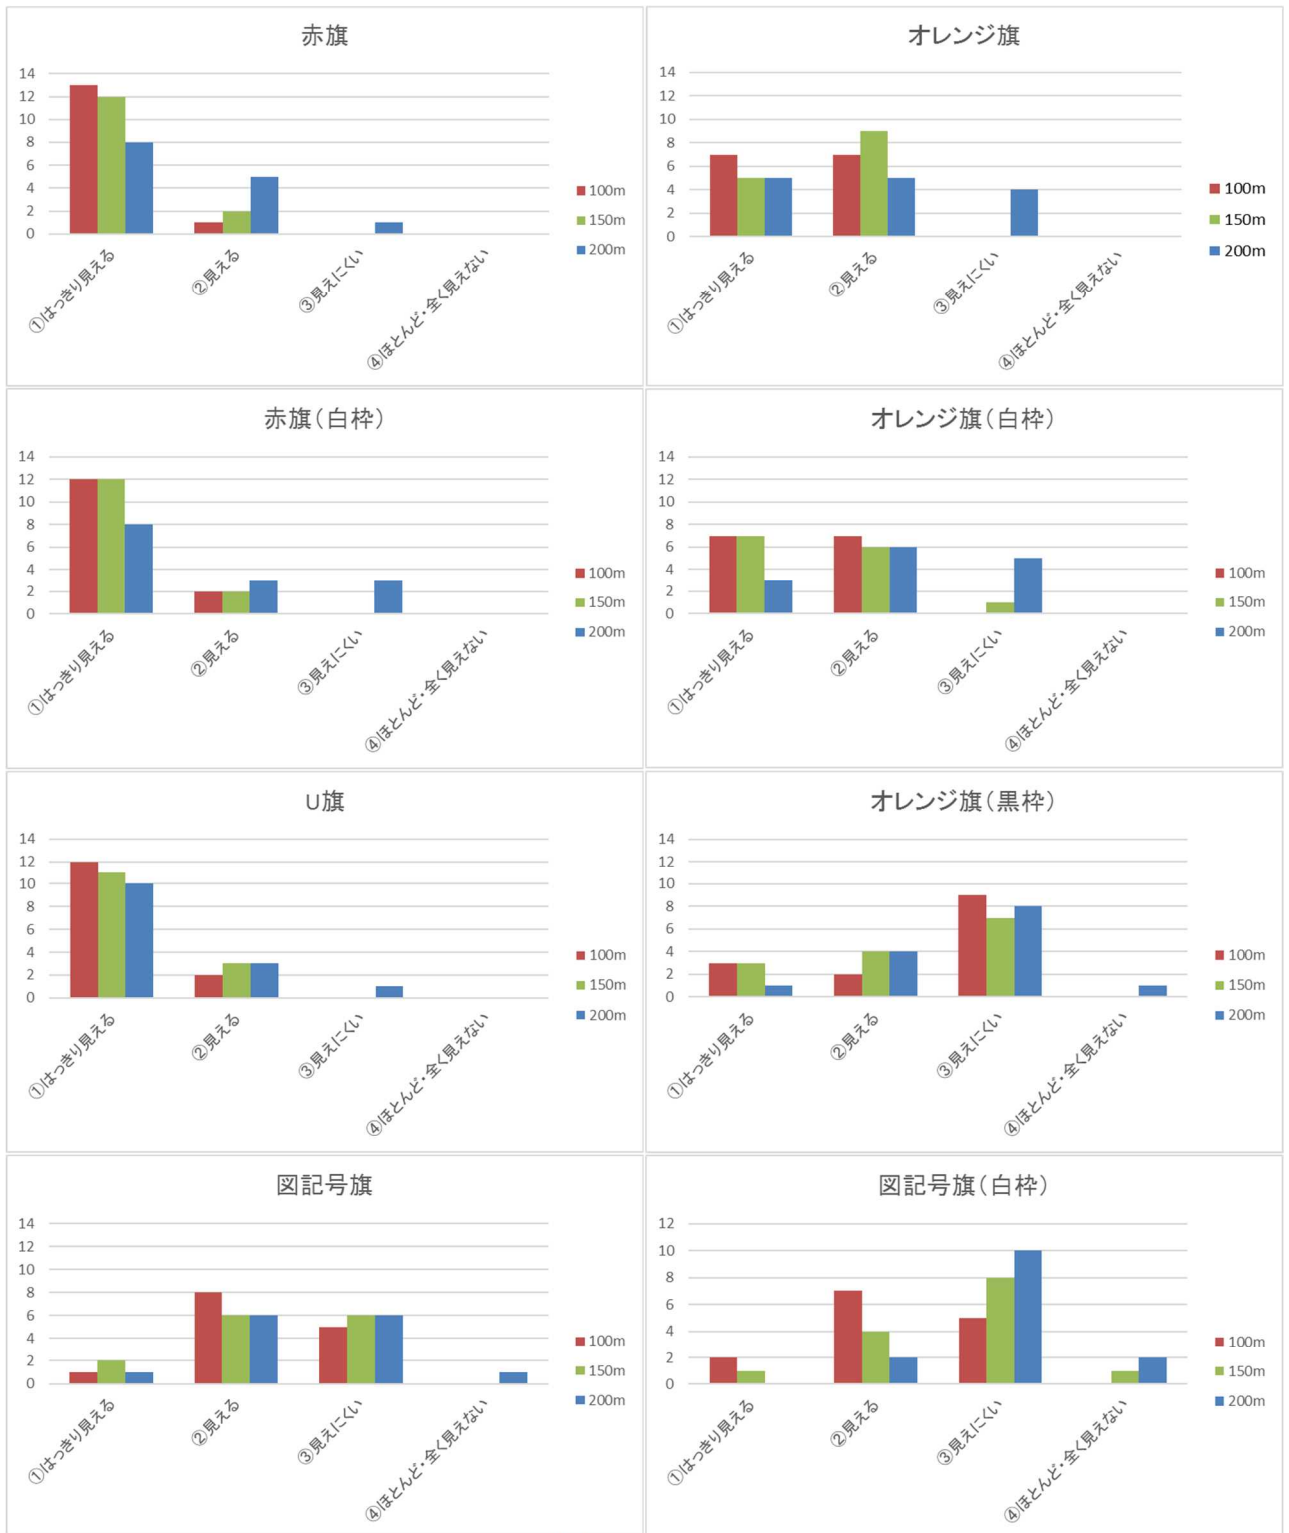 赤旗
14
12
10
8
6
4
2
0
①はっきり見える
②見える
③見えにくい
④ほとんど・全く見えない
100m
150m
200m
オレンジ旗
14
12
10
8
6
4
2
0
①はっきり見える
②見える
③見えにくい
④ほとんど・全く見えない
100m
150m
200m
赤旗(白枠)
14
12
10
8
6
4
2
0
①はっきり見える
②見える
③見えにくい
④ほとんど・全く見えない
100m
150m
200m
オレンジ旗(白枠)
14
12
10
8
6
4
2
0
①はっきり見える
②見える
③見えにくい
④ほとんど・全く見えない
100m
150m
200m
U旗
14
12
10
8
6
4
2
0
①はっきり見える
②見える
③見えにくい
④ほとんど・全く見えない
100m
150m
200m
オレンジ旗(黒枠)
14
12
10
8
6
4
2
0
①はっきり見える
②見える
③見えにくい
④ほとんど・全く見えない
100m
150m
200m
図記号旗
14
12
10
8
6
4
2
0
①はっきり見える
②見える
③見えにくい
④ほとんど・全く見えない
100m
150m
200m
図記号旗(白枠)
12
10
8
6
4
2
0
①はっきり見える
②見える
③見えにくい
④ほとんど・全く見えない
100m
150m
200m